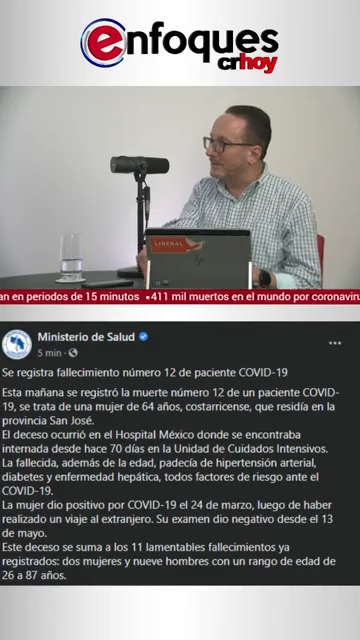 enfoques
crhoy
LIBERAL
an en periodos de 15 minutos •411 mil muertos en el mundo por coronaviru
Ministerio de Salud
5 min ·
Se registra fallecimiento número 12 de paciente COVID-19
Esta mañana se registró la muerte número 12 de un paciente COVID-
19, se trata de una mujer de 64 años, costarricense, que residía en la
provincia San José.
El deceso ocurrió en el Hospital México donde se encontraba
internada desde hace 70 días en la Unidad de Cuidados Intensivos.
La fallecida, además de la edad, padecía de hipertensión arterial,
diabetes y enfermedad hepática, todos factores de riesgo ante el
COVID-19.
La mujer dio positivo por COVID-19 el 24 de marzo, luego de haber
realizado un viaje al extranjero. Su examen dio negativo desde el 13
de mayo.
Este deceso se suma a los 11 lamentables fallecimientos ya
registrados: dos mujeres y nueve hombres con un rango de edad de
26 a 87 años.